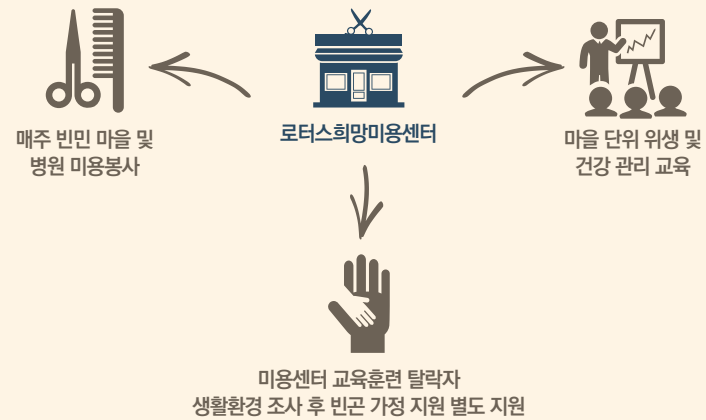 로터스희망미용센터
매주 빈민 마을 및
병원 미용봉사
마을 단위 위생 및
건강 관리 교육
미용센터 교육훈련 탈락자
생활환경 조사 후 빈곤 가정 지원 별도 지원